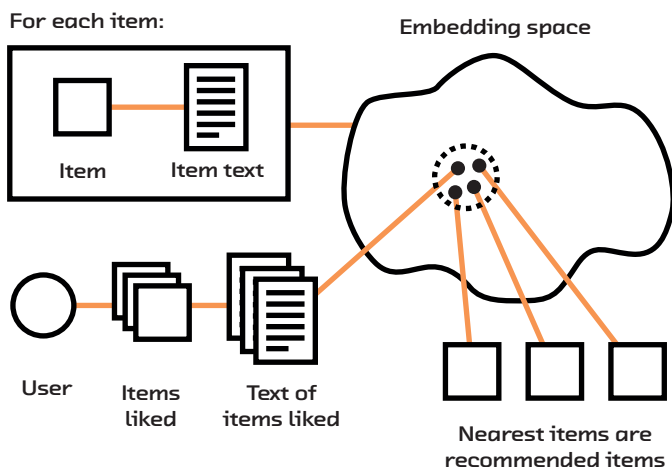 For each item:
Embedding space
Item
Item text
User
Items
liked
Text of
items liked
Nearest items are
recommended items